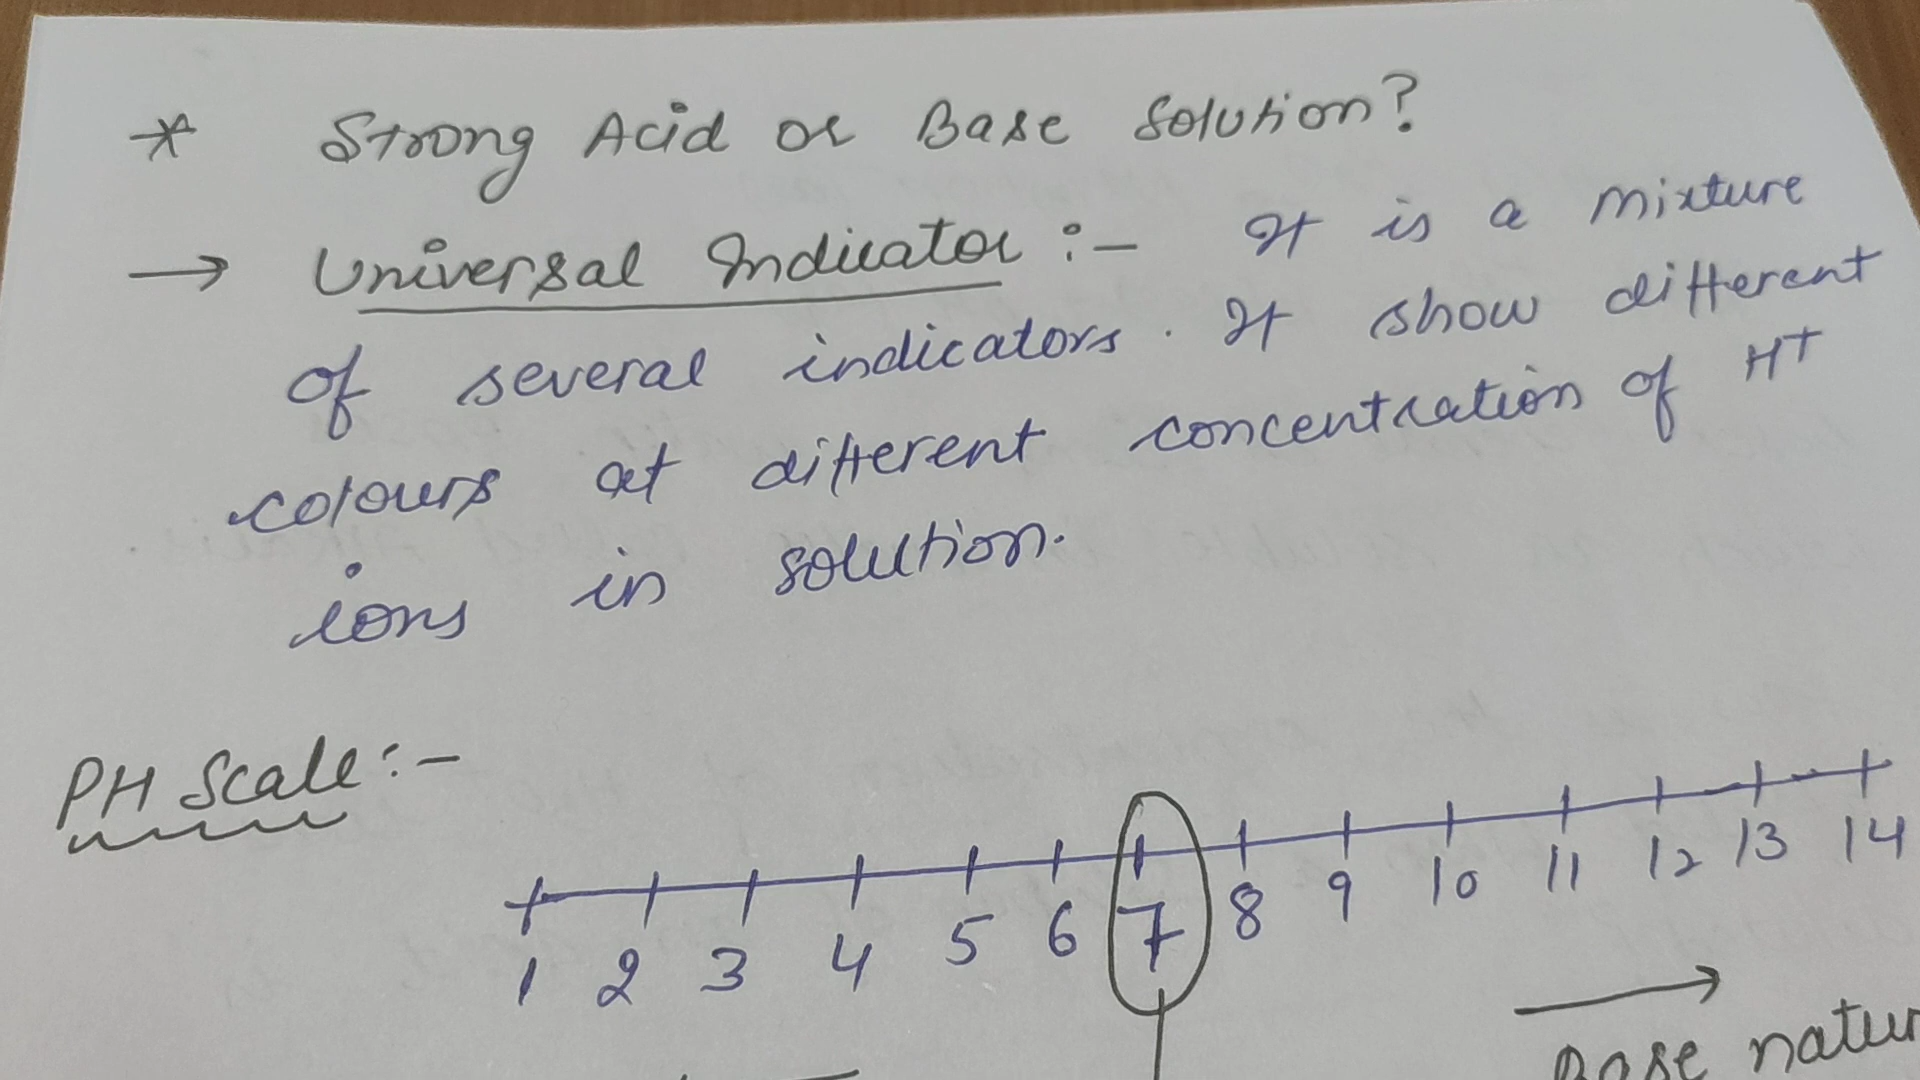 * Strong Acid or Base Solution?
→ Universal Indicator :- It is a mixture
of several indicators. It show different
colours at different concentration of H+
ions in solution.
PH Scale:-
1 2 3 4 5 6 7 8 9 10 11 12 13 14
Base natur